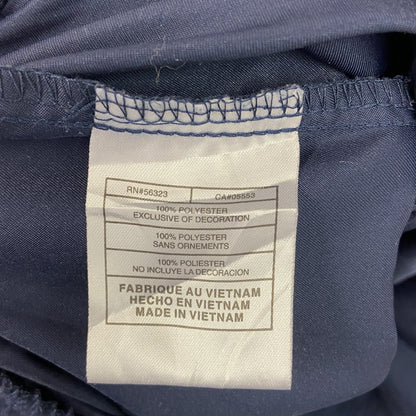 RN#56323 CA#05553
100% POLYESTER
EXCLUSIVE OF DECORATION
100% POLYESTER
SANS ORNEMENTS
100% POLIESTER
NO INCLUYE LA DECORACION
FABRIQUE AU VIETNAM
HECHO EN VIETNAM
MADE IN VIETNAM